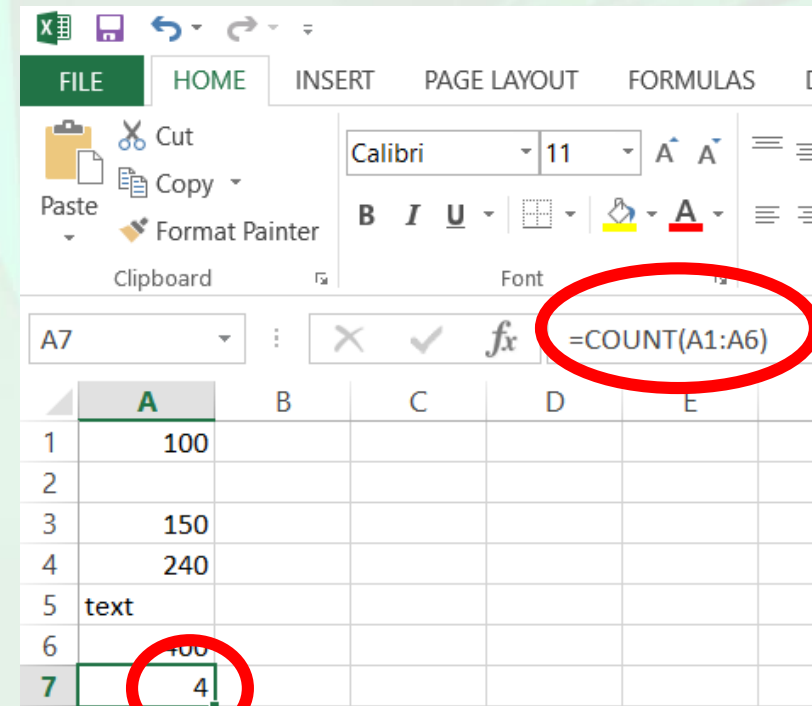 FILE HOME INSERT PAGE LAYOUT FORMULAS
Cut
Calibri 11 A A
Copy
Paste
B I U A
Format Painter
Clipboard Font
A7 fx =COUNT(A1:A6)
A B C D E
1 100
2
3 150
4 240
5 text
6 400
7 4